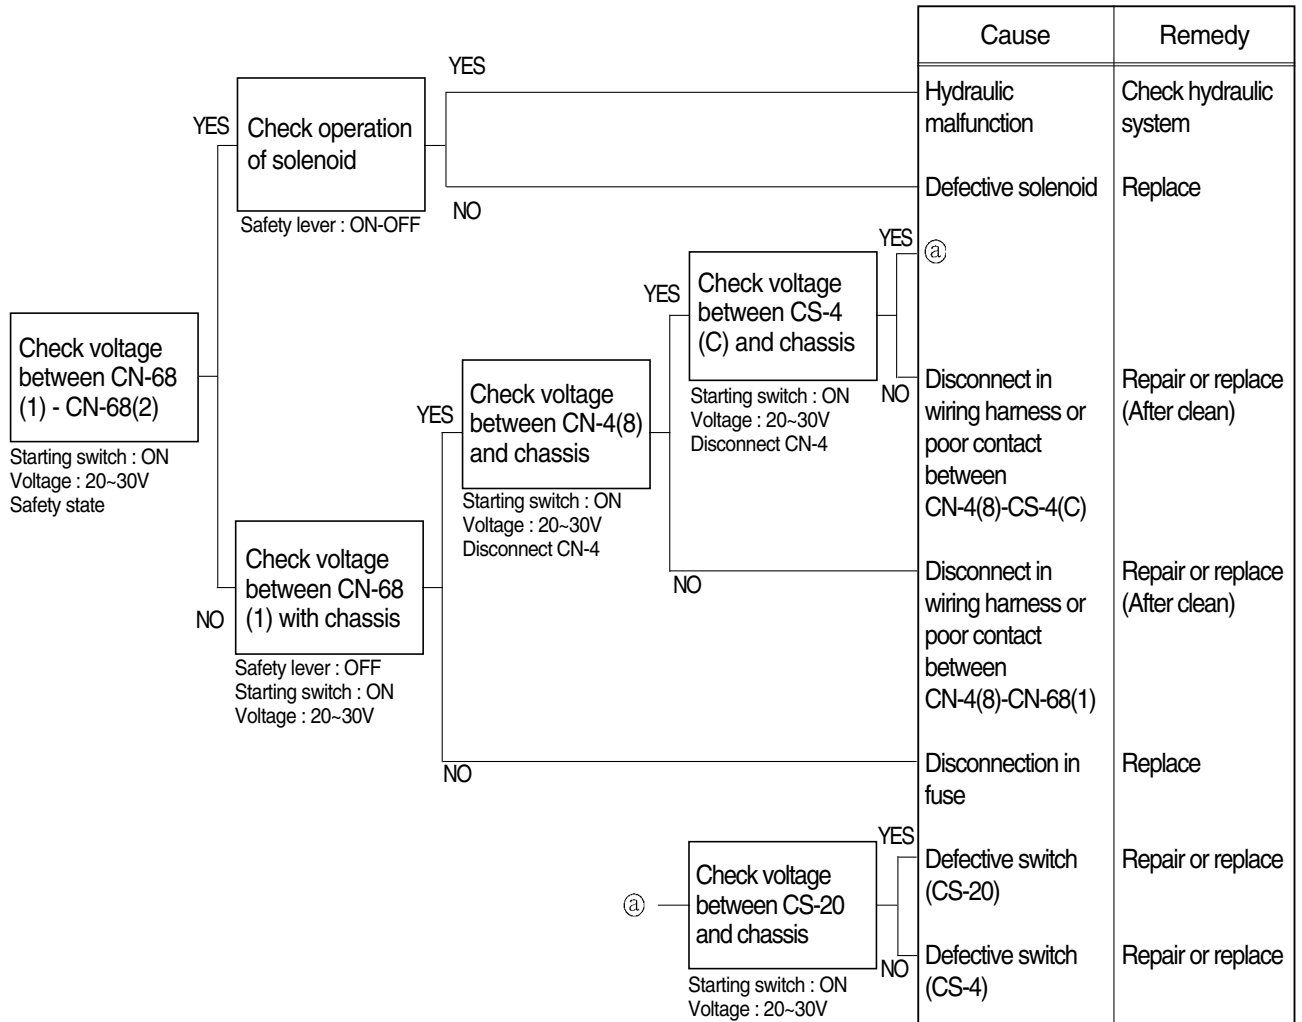 Cause
Remedy
YES
Hydraulic
malfunction
Check hydraulic
system
YES
Check operation
of solenoid
NO
Defective solenoid
Replace
Safety lever : ON-OFF
YES
ⓐ
YES
Check voltage
between CS-4
(C) and chassis
NO
Starting switch : ON
Voltage : 20~30V
Disconnect CN-4
Disconnect in
wiring harness or
poor contact
between
CN-4(8)-CS-4(C)
Repair or replace
(After clean)
Check voltage
between CN-68
(1) - CN-68(2)
Starting switch : ON
Voltage : 20~30V
Safety state
YES
Check voltage
between CN-4(8)
and chassis
Starting switch : ON
Voltage : 20~30V
Disconnect CN-4
NO
Disconnect in
wiring harness or
poor contact
between
CN-4(8)-CN-68(1)
Repair or replace
(After clean)
NO
Check voltage
between CN-68
(1) with chassis
Safety lever : OFF
Starting switch : ON
Voltage : 20~30V
NO
Disconnection in
fuse
Replace
ⓐ
Check voltage
between CS-20
and chassis
Starting switch : ON
Voltage : 20~30V
YES
Defective switch
(CS-20)
Repair or replace
NO
Defective switch
(CS-4)
Repair or replace